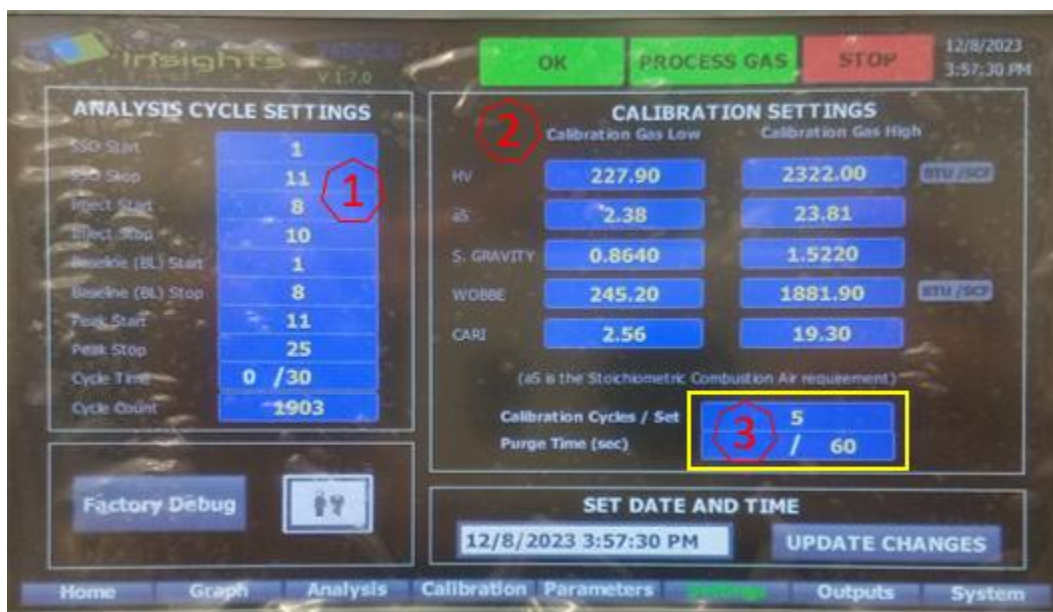 insights
V 1.7.0
OK
PROCESS GAS
STOP
12/8/2023
3:57:30 PM
ANALYSIS CYCLE SETTINGS
SSO Start 1
SSO Stop 11
1
Inject Start 8
Inject Stop 10
Baseline (BL) Start 1
Baseline (BL) Stop 8
Peak Start 11
Peak Stop 25
Cycle Time 0 /30
Cycle Count 1903
Factory Debug
2
CALIBRATION SETTINGS
Calibration Gas Low Calibration Gas High
HV 227.90 2322.00 BTU /SCF
aS 2.38 23.81
S. GRAVITY 0.8640 1.5220
WOBBE 245.20 1881.90 BTU /SCF
CARI 2.56 19.30
(aS is the Stoichiometric Combustion Air requirement)
Calibration Cycles / Set 5
3
Purge Time (sec) / 60
SET DATE AND TIME
12/8/2023 3:57:30 PM
UPDATE CHANGES
Home Graph Analysis Calibration Parameters Settings Outputs System